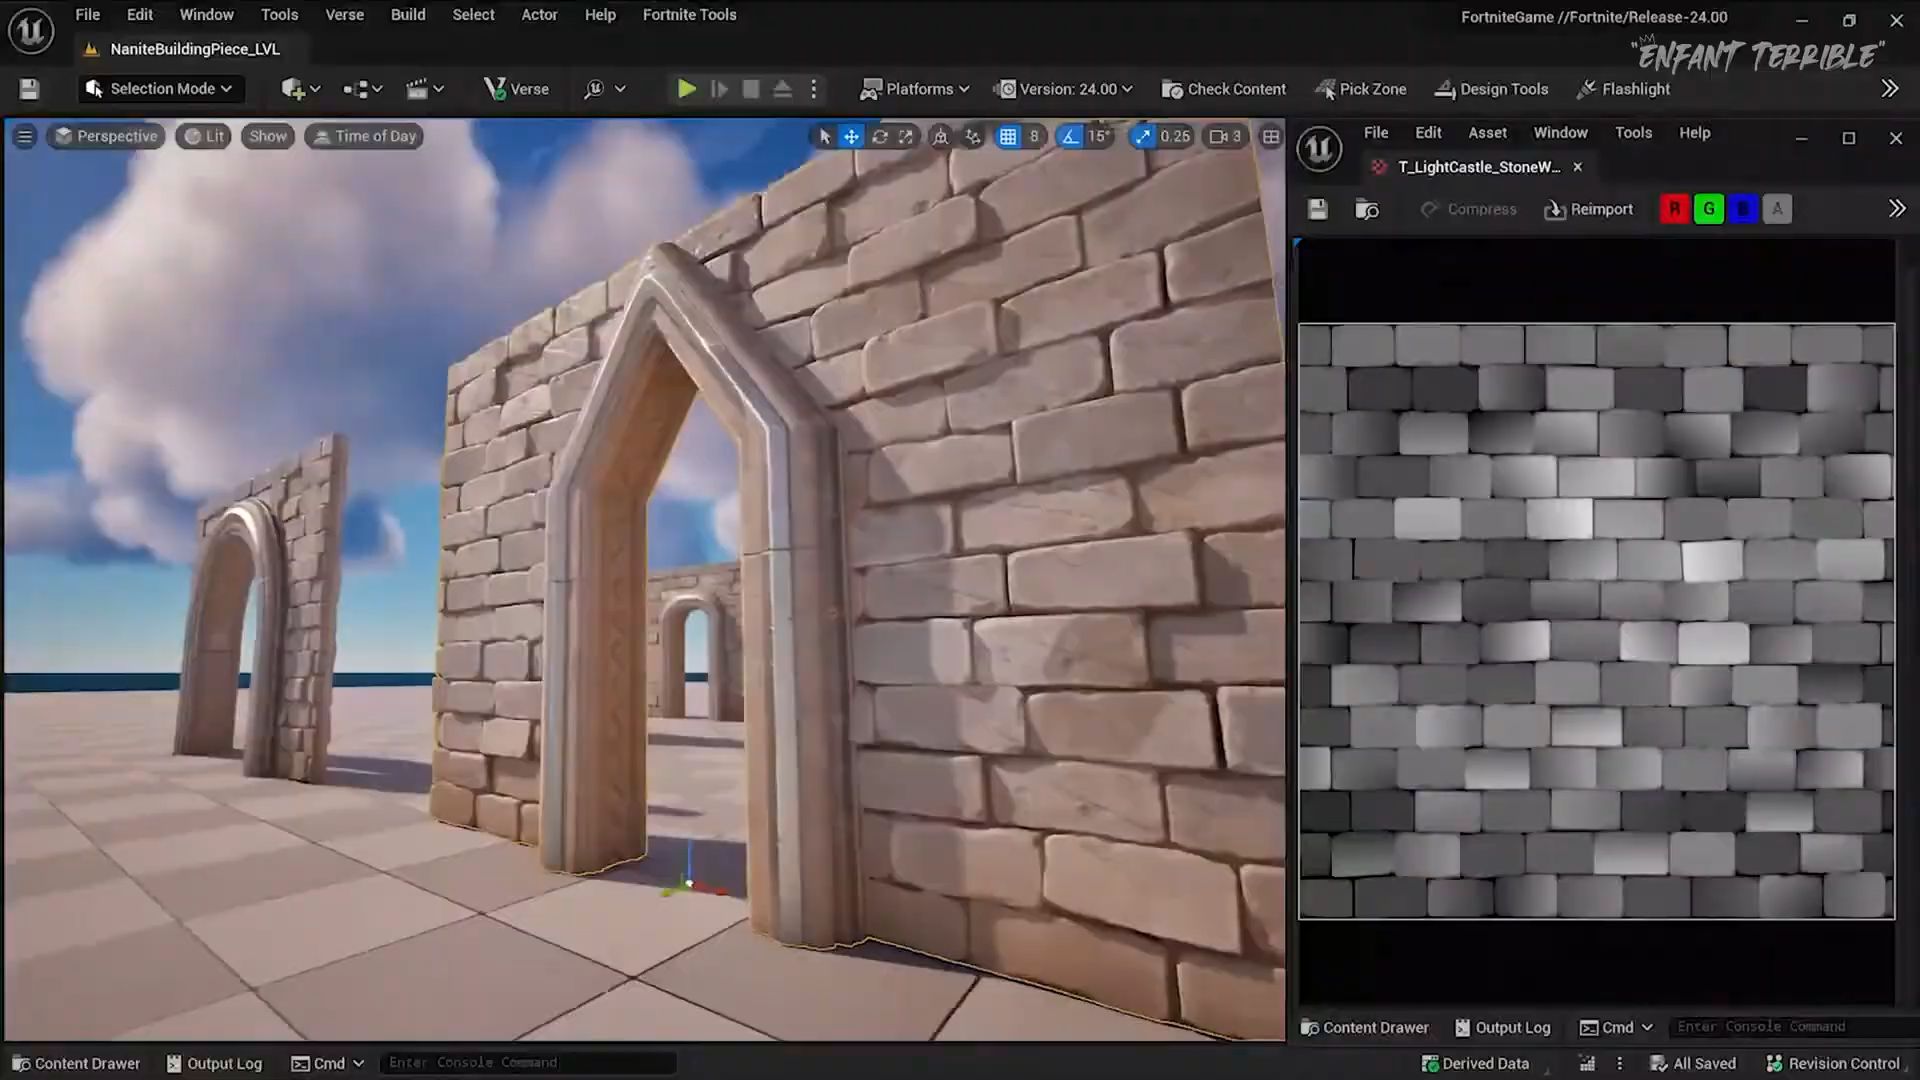 File Edit Window Tools Verse Build Select Actor Help Fortnite Tools
FortniteGame //Fortnite/Release-24.00
NaniteBuildingPiece_LVL
"ENFANT TERRIBLE"
Selection Mode
Verse
Platforms
Version: 24.00
Check Content
Pick Zone
Design Tools
Flashlight
Perspective
Lit
Show
Time of Day
8
15°
0.25
3
File Edit Asset Window Tools Help
T_LightCastle_StoneW...
Compress
Reimport
R G B A
Content Drawer
Output Log
Cmd
Enter Console Command
Content Drawer
Output Log
Cmd
Enter Console Command
Derived Data
All Saved
Revision Control